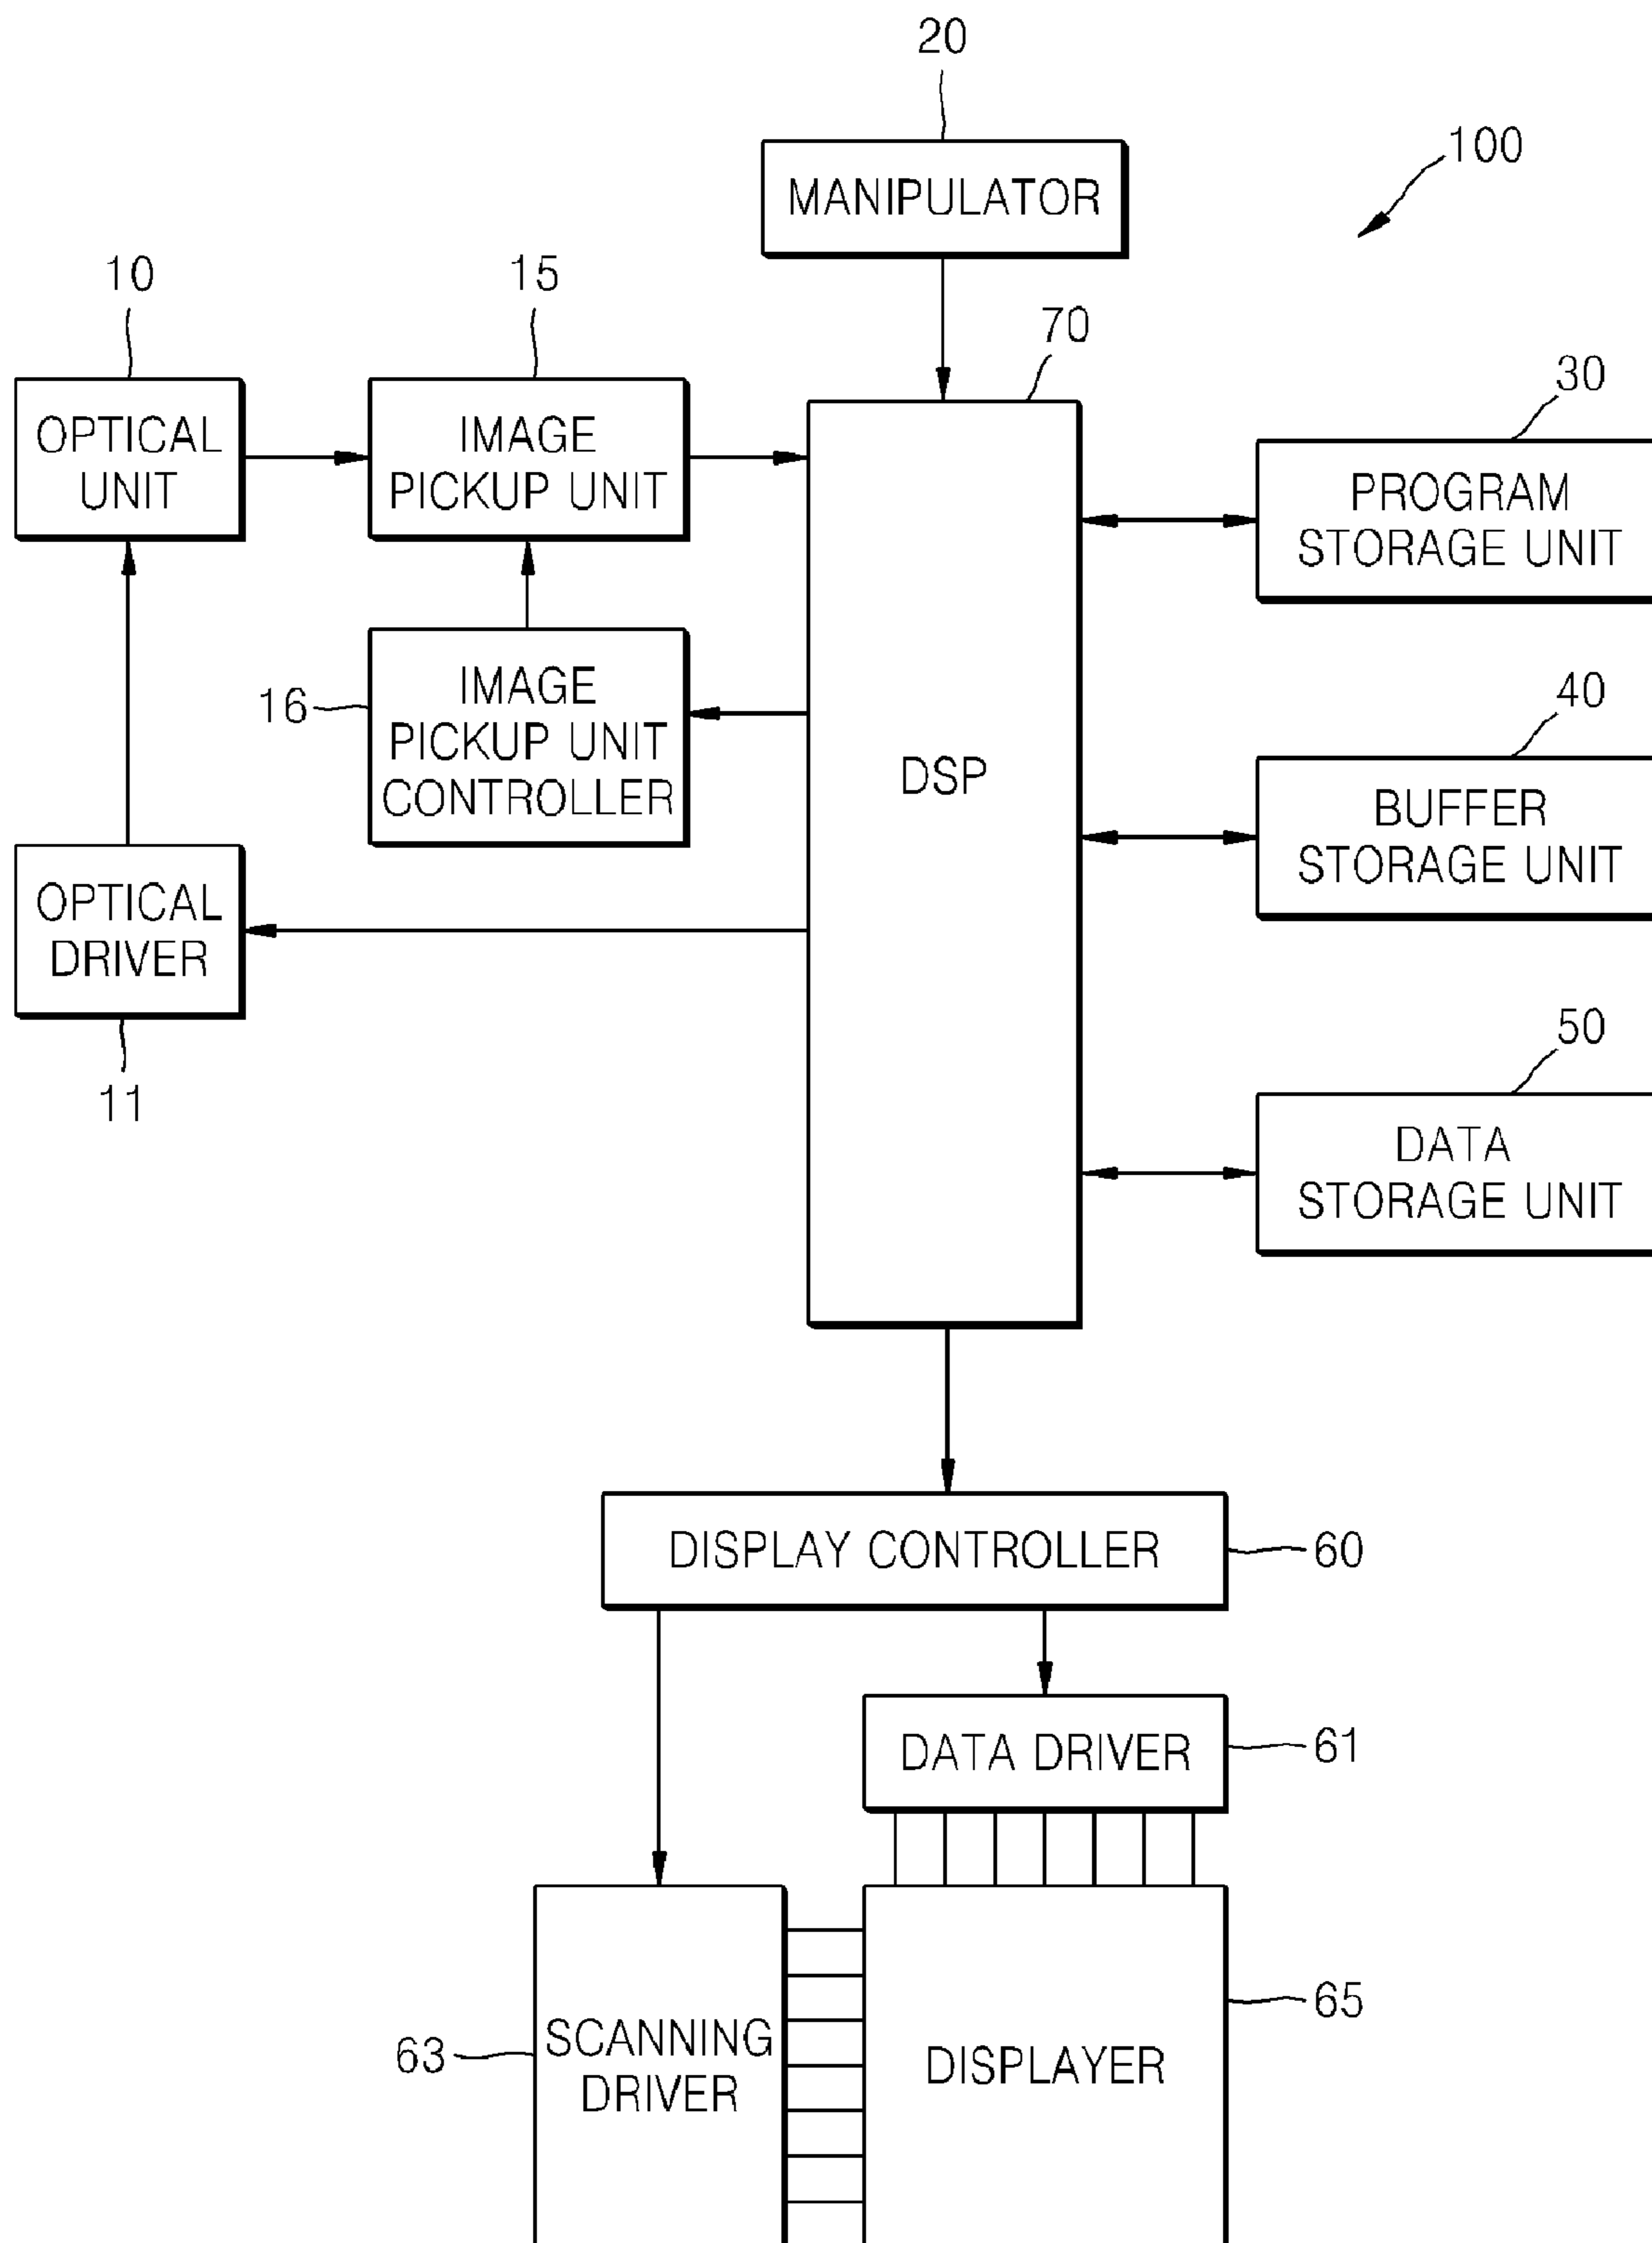 20
MANIPULATOR
100
10
15
70
30
OPTICAL
UNIT
IMAGE
PICKUP UNIT
PROGRAM
STORAGE UNIT
16
IMAGE
PICKUP UNIT
CONTROLLER
DSP
40
BUFFER
STORAGE UNIT
OPTICAL
DRIVER
11
50
DATA
STORAGE UNIT
DISPLAY CONTROLLER
60
DATA DRIVER
61
63
SCANNING
DRIVER
DISPLAYER
65